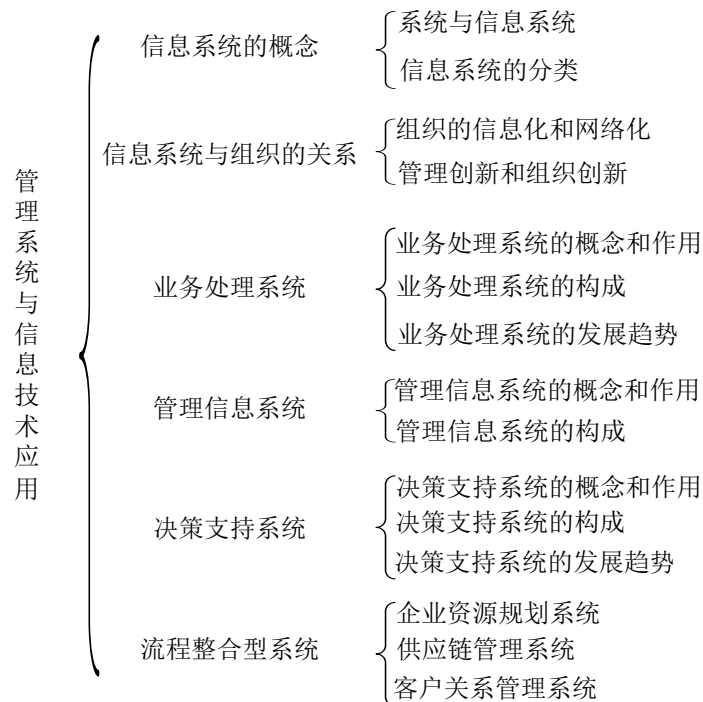 管理系统与信息技术应用
信息系统的概念
系统与信息系统
信息系统的分类
信息系统与组织的关系
组织的信息化和网络化
管理创新和组织创新
业务处理系统
业务处理系统的概念和作用
业务处理系统的构成
业务处理系统的发展趋势
管理信息系统
管理信息系统的概念和作用
管理信息系统的构成
决策支持系统
决策支持系统的概念和作用
决策支持系统的构成
决策支持系统的发展趋势
流程整合型系统
企业资源规划系统
供应链管理系统
客户关系管理系统